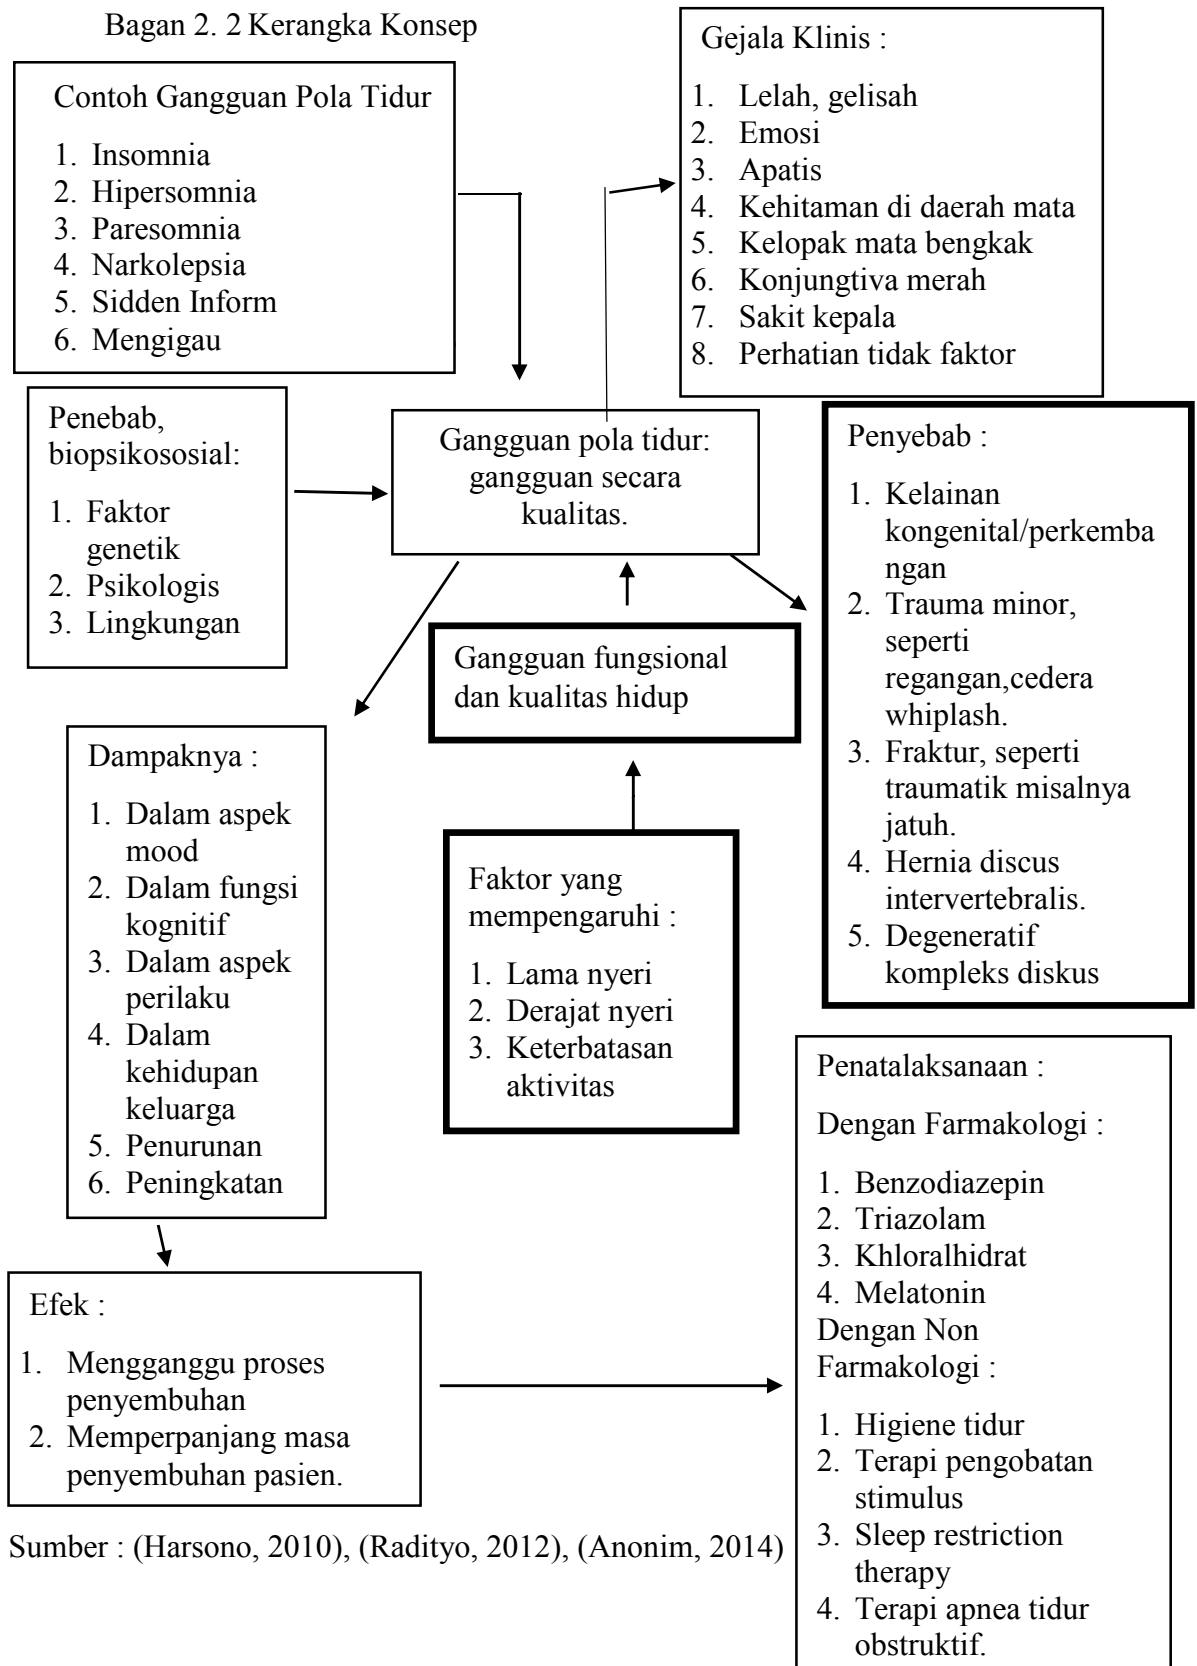 Bagan 2. 2 Kerangka Konsep
Contoh Gangguan Pola Tidur
1. Insomnia
2. Hipersomnia
3. Paresomnia
4. Narkolepsia
5. Sidden Inform
6. Mengigau
Gejala Klinis :
1. Lelah, gelisah
2. Emosi
3. Apatis
4. Kehitaman di daerah mata
5. Kelopak mata bengkak
6. Konjungtiva merah
7. Sakit kepala
8. Perhatian tidak faktor
Penebab,
biopsikososial:
1. Faktor
genetik
2. Psikologis
3. Lingkungan
Gangguan pola tidur:
gangguan secara
kualitas.
Penyebab :
1. Kelainan
kongenital/perkemba
ngan
2. Trauma minor,
seperti
regangan,cedera
whiplash.
3. Fraktur, seperti
traumatik misalnya
jatuh.
4. Hernia discus
intervertebralis.
5. Degeneratif
kompleks diskus
Gangguan fungsional
dan kualitas hidup
Dampaknya :
1. Dalam aspek
mood
2. Dalam fungsi
kognitif
3. Dalam aspek
perilaku
4. Dalam
kehidupan
keluarga
5. Penurunan
6. Peningkatan
Faktor yang
mempengaruhi :
1. Lama nyeri
2. Derajat nyeri
3. Keterbatasan
aktivitas
Penatalaksanaan :
Dengan Farmakologi :
1. Benzodiazepin
2. Triazolam
3. Khloralhidrat
4. Melatonin
Dengan Non
Farmakologi :
1. Higiene tidur
2. Terapi pengobatan
stimulus
3. Sleep restriction
therapy
4. Terapi apnea tidur
obstruktif.
Efek :
1. Mengganggu proses
penyembuhan
2. Memperpanjang masa
penyembuhan pasien.
Sumber : (Harsono, 2010), (Radityo, 2012), (Anonim, 2014)